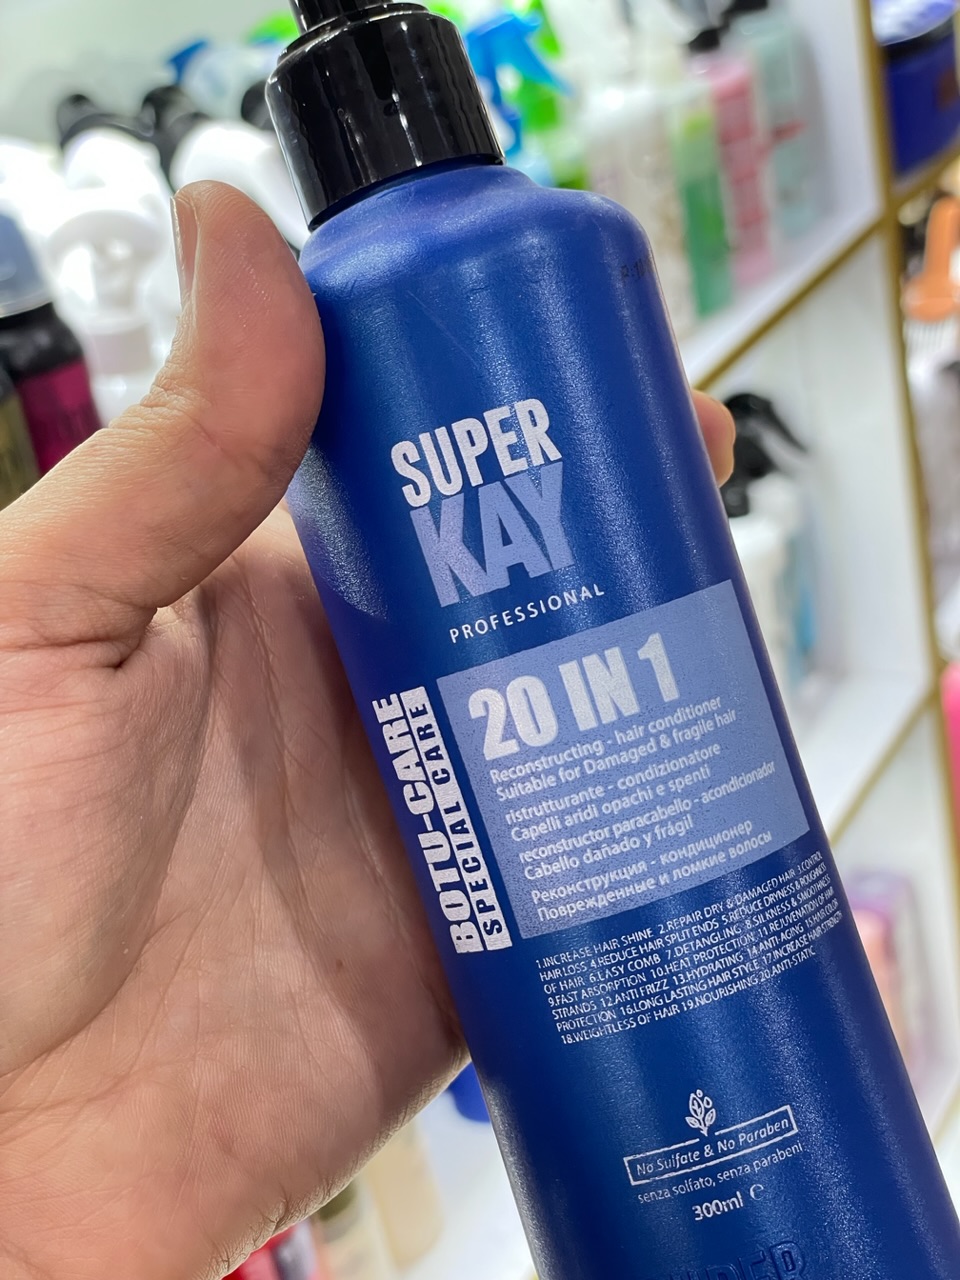 SUPER
KAY
PROFESSIONAL
BOTU-CARE
SPECIAL CARE
20 IN 1
Reconstructing - hair conditioner
Suitable for Damaged & fragile hair
ristrutturante - condizionatore
Capelli aridi opachi e spenti
reconstructor paracabello - acondicionador
Cabello dañado y frágil
Реконструкция - кондиционер
Поврежденные и ломкие волосы
1.INCREASE HAIR SHINE 2.REPAIR DRY & DAMAGED HAIR 3.CONTROL
HAIR LOSS 4.REDUCE HAIR SPLIT ENDS 5.REDUCE DRYNESS & ROUGHNESS
OF HAIR 6.EASY COMB 7.DETANGLING 8.SILKNESS & SMOOTHNESS
9.FAST ABSORPTION 10.HEAT PROTECTION 11.REJUVENATION OF HAIR
STRANDS 12.ANTI FRIZZ 13.HYDRATING 14.ANTI-AGING 15.HAIR COLOR
PROTECTION 16.LONG LASTING HAIR STYLE 17.INCREASE HAIR STRENGTH
18.WEIGHTLESS OF HAIR 19.NOURISHING 20.ANTI-STATIC
No Sulfate & No Paraben
senza solfato, senza parabeni
300ml ℮